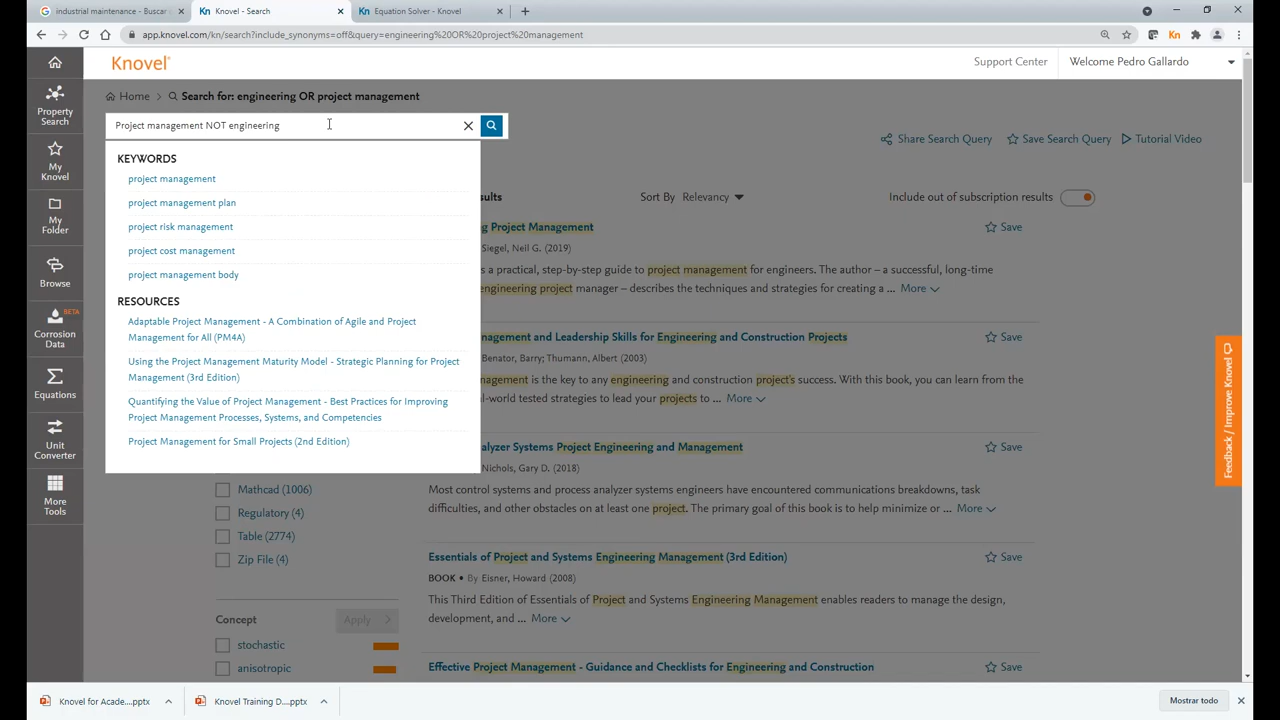 industrial maintenance - Buscar
Knovel - Search
Equation Solver - Knovel
app.knovel.com/kn/search?include_synonyms=off&query=engineering%20OR%20project%20management
Knovel
Support Center
Welcome Pedro Gallardo
Home > Search for: engineering OR project management
Project management NOT engineering
Share Search Query
Save Search Query
Tutorial Video
Property
Search
My
Knovel
My
Folder
Browse
BETA
Corrosion
Data
Equations
Unit
Converter
More
Tools
KEYWORDS
project management
project management plan
project risk management
project cost management
project management body
RESOURCES
Adaptable Project Management - A Combination of Agile and Project
Management for All (PM4A)
Using the Project Management Maturity Model - Strategic Planning for Project
Management (3rd Edition)
Quantifying the Value of Project Management - Best Practices for Improving
Project Management Processes, Systems, and Competencies
Project Management for Small Projects (2nd Edition)
Mathcad (1006)
Regulatory (4)
Table (2774)
Zip File (4)
Concept
Apply
stochastic
anisotropic
Sort By Relevancy
Include out of subscription results
Project Management
Save
Siegel, Neil G. (2019)
s a practical, step-by-step guide to project management for engineers. The author – a successful, long-time
engineering project manager – describes the techniques and strategies for creating a ... More
and Leadership Skills for Engineering and Construction Projects
Save
Benator, Barry; Thumann, Albert (2003)
is the key to any engineering and construction project's success. With this book, you can learn from the
tested strategies to lead your projects to ... More
Systems Project Engineering and Management
Save
Nichols, Gary D. (2018)
Most control systems and process analyzer systems engineers have encountered communications breakdowns, task
difficulties, and other obstacles on at least one project. The primary goal of this book is to help minimize or ... More
Essentials of Project and Systems Engineering Management (3rd Edition)
Save
BOOK • By Eisner, Howard (2008)
This Third Edition of Essentials of Project and Systems Engineering Management enables readers to manage the design,
development, and ... More
Effective Project Management - Guidance and Checklists for Engineering and Construction
Save
Feedback / Improve Knovel
Knovel for Acade....pptx
Knovel Training D....pptx
Mostrar todo